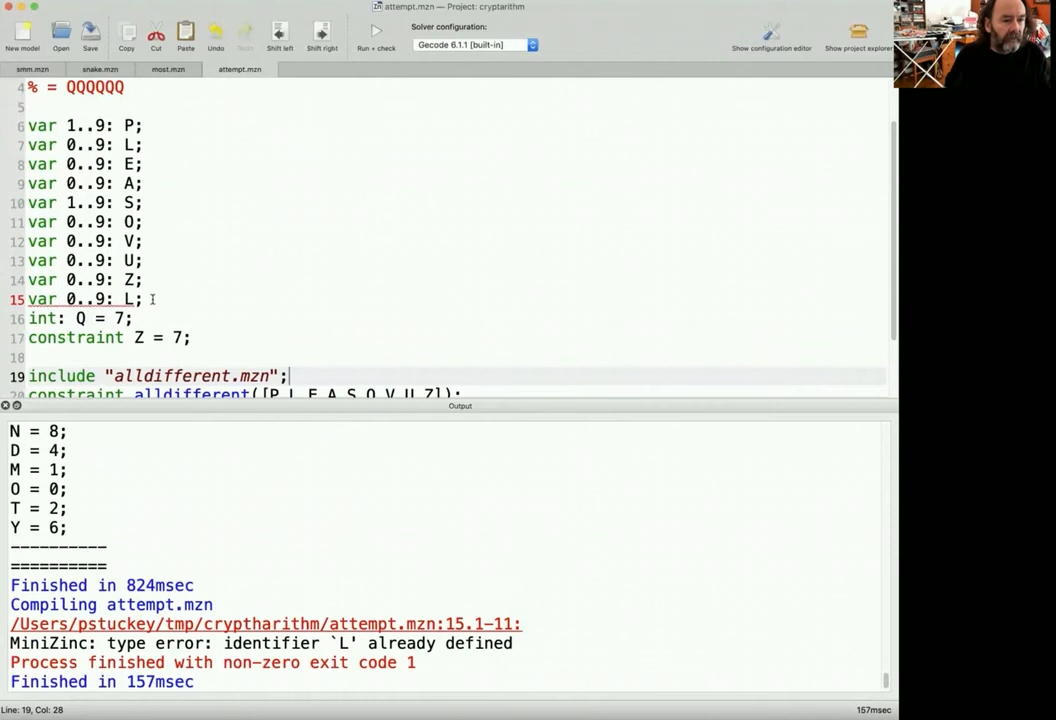 attempt.mzn — Project: cryptarithm
Solver configuration:
New model Open Save Copy Cut Paste Undo Shift left Shift right Run + check Gecode 6.1.1 [built-in] Show configuration editor Show project explorer
smm.mzn snake.mzn most.mzn attempt.mzn
4 % = QQQQQQ
5
6 var 1..9: P;
7 var 0..9: L;
8 var 0..9: E;
9 var 0..9: A;
10 var 1..9: S;
11 var 0..9: O;
12 var 0..9: V;
13 var 0..9: U;
14 var 0..9: Z;
15 var 0..9: L;
16 int: Q = 7;
17 constraint Z = 7;
18
19 include "alldifferent.mzn";
20 constraint alldifferent([P,L,E,A,S,O,V,U,Z]);
Output
N = 8;
D = 4;
M = 1;
O = 0;
T = 2;
Y = 6;
----------
==========
Finished in 824msec
Compiling attempt.mzn
/Users/pstuckey/tmp/cryptharithm/attempt.mzn:15.1-11:
MiniZinc: type error: identifier `L' already defined
Process finished with non-zero exit code 1
Finished in 157msec
Line: 19, Col: 28 157msec